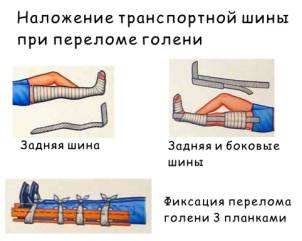 Наложение транспортной шины
при переломе голени
Задняя шина
Задняя и боковые
шины
Фиксация перелома
голени 3 планками